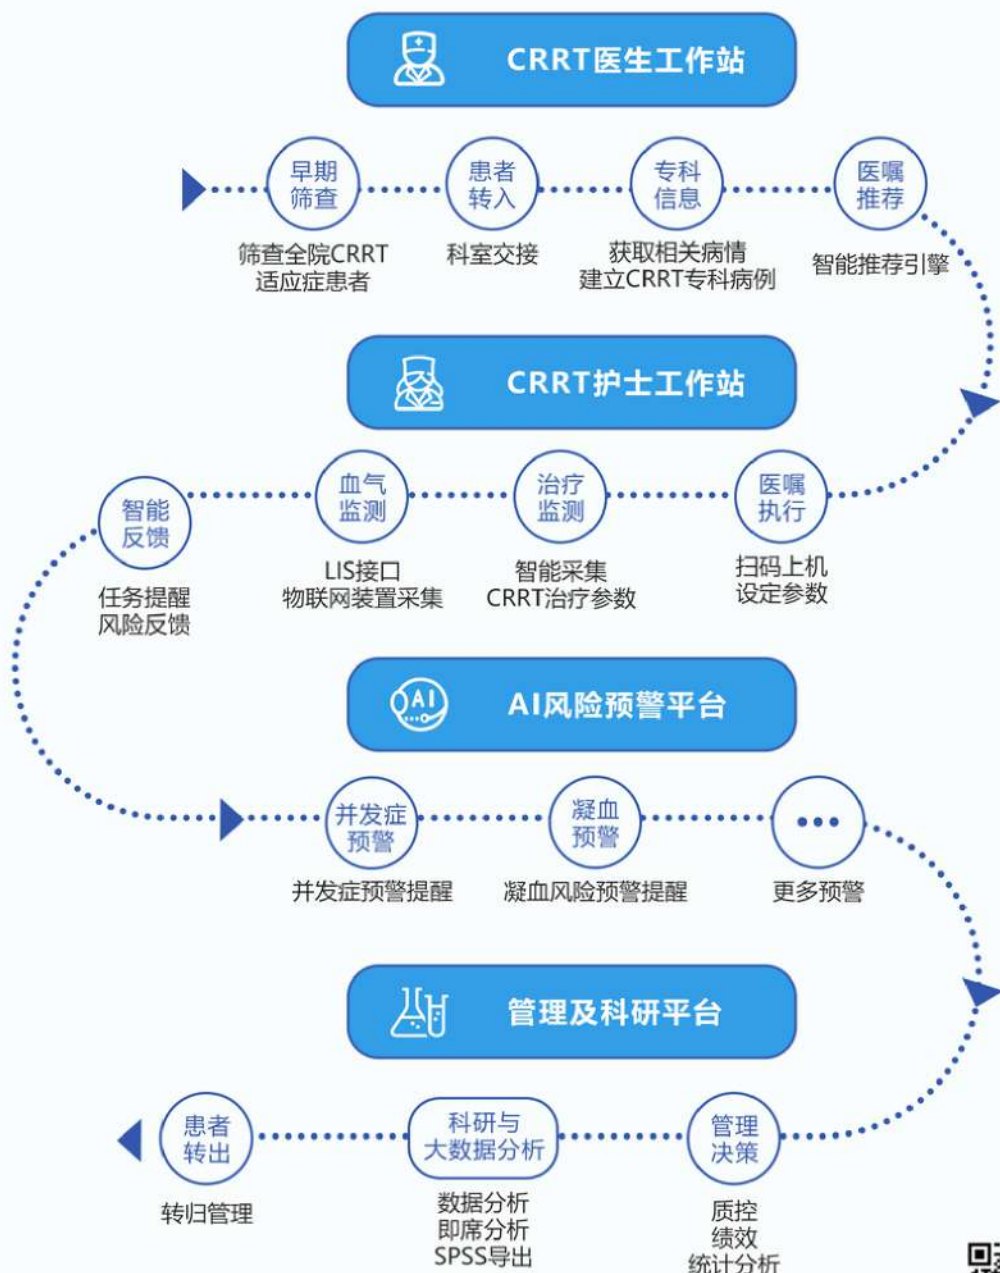 CRRT医生工作站
早期
筛查
患者
转入
专科
信息
医嘱
推荐
筛查全院CRRT
适应症患者
科室交接
获取相关病情
建立CRRT专科病例
智能推荐引擎
CRRT护士工作站
智能
反馈
血气
监测
治疗
监测
医嘱
执行
任务提醒
风险反馈
LIS接口
物联网装置采集
智能采集
CRRT治疗参数
扫码上机
设定参数
AI
AI风险预警平台
并发症
预警
凝血
预警
•••
并发症预警提醒
凝血风险预警提醒
更多预警
管理及科研平台
患者
转出
科研与
大数据分析
管理
决策
转归管理
数据分析
即席分析
SPSS导出
质控
绩效
统计分析